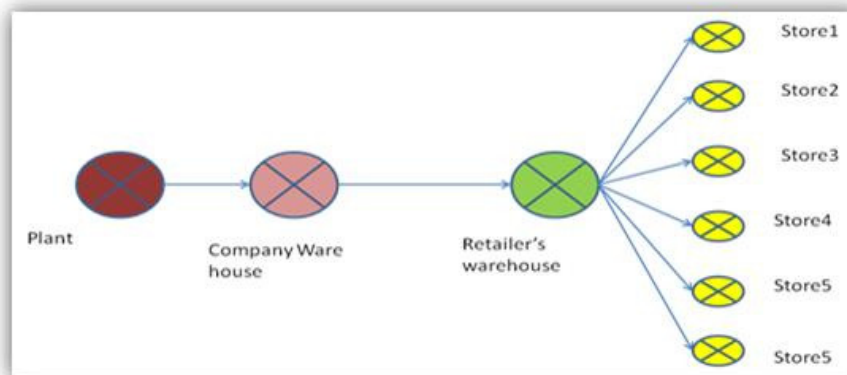 Plant
Company Ware
house
Retailer's
warehouse
Store1
Store2
Store3
Store4
Store5
Store5